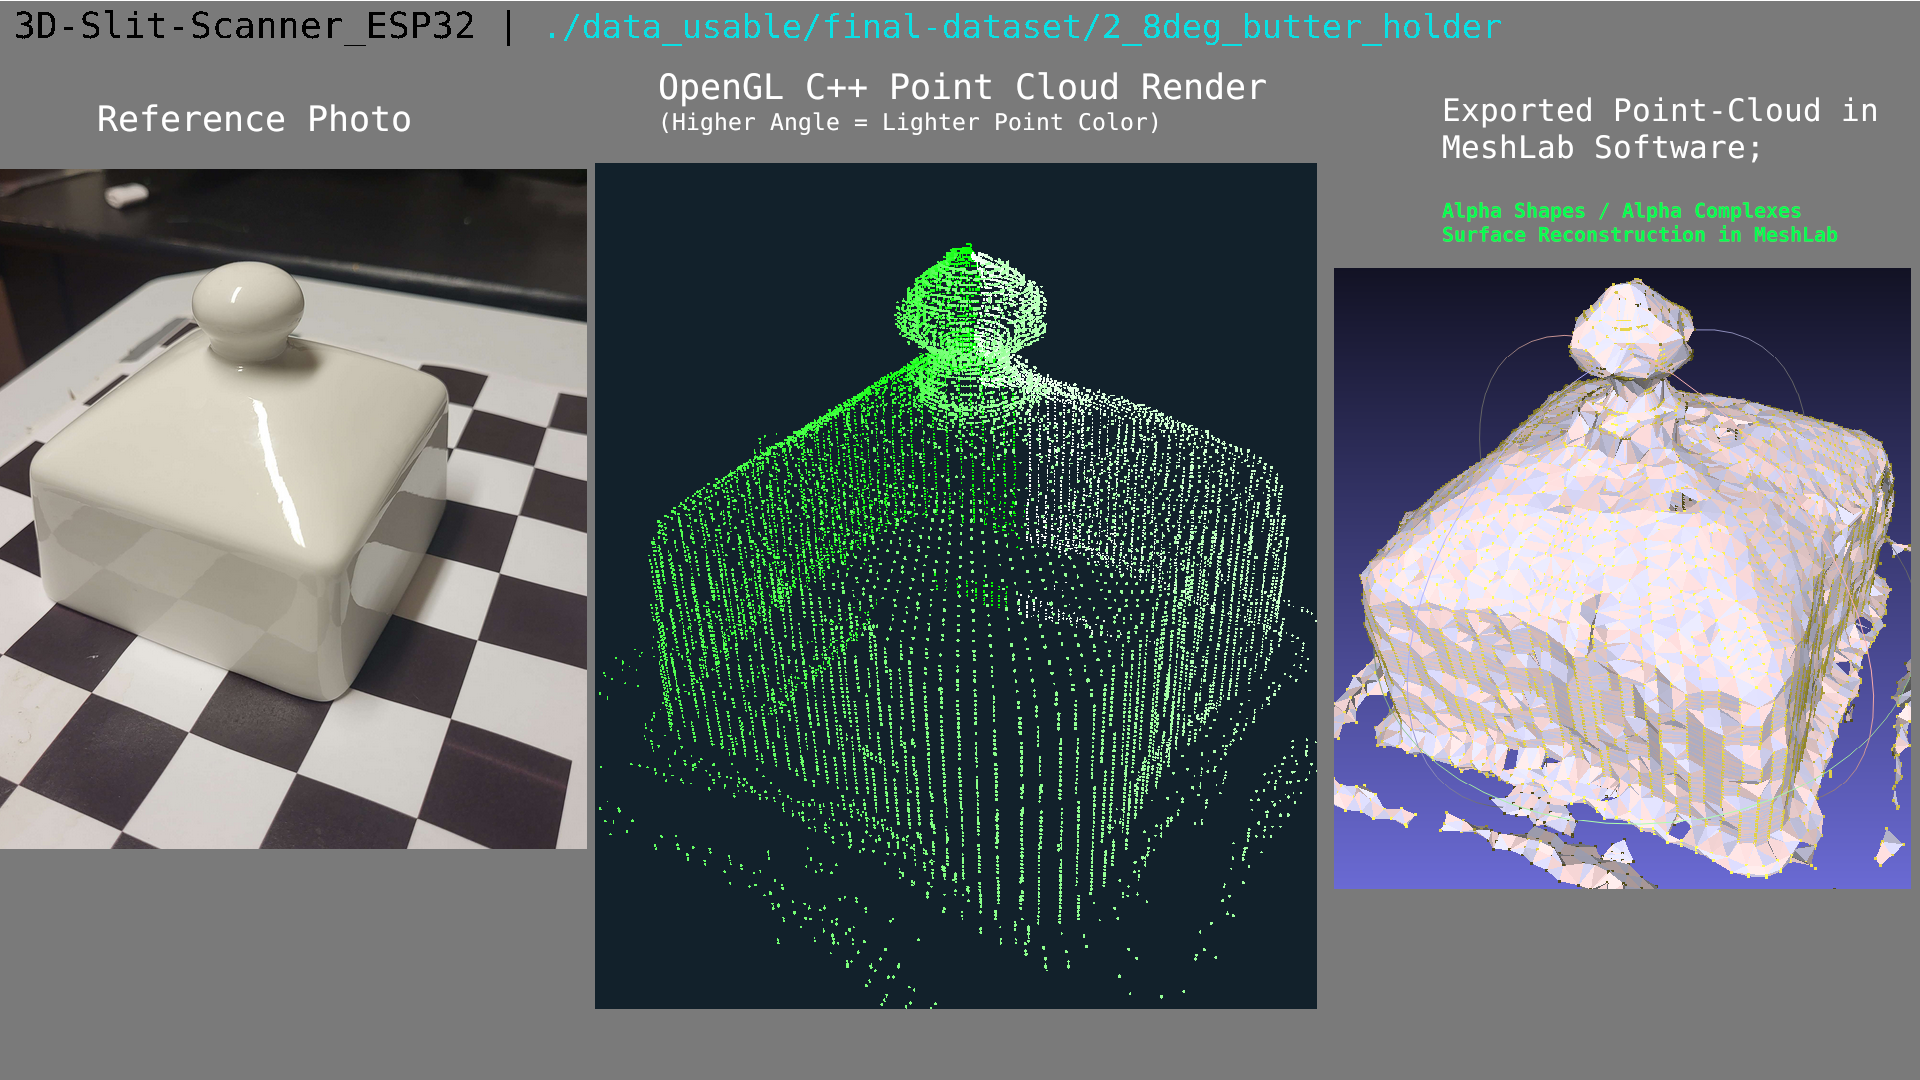 3D-Slit-Scanner_ESP32 | ./data_usable/final-dataset/2_8deg_butter_holder
Reference Photo
OpenGL C++ Point Cloud Render
(Higher Angle = Lighter Point Color)
Exported Point-Cloud in
MeshLab Software;
Alpha Shapes / Alpha Complexes
Surface Reconstruction in MeshLab